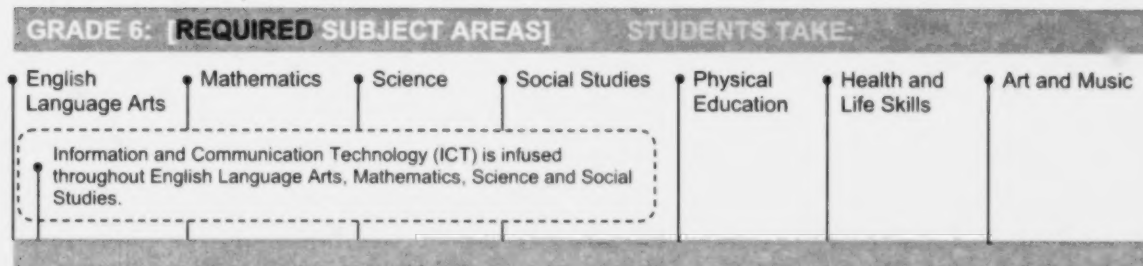 GRADE 6: [REQUIRED SUBJECT AREAS] STUDENTS TAKE:
English
Language Arts
Mathematics
Science
Social Studies
Physical
Education
Health and
Life Skills
Art and Music
Information and Communication Technology (ICT) is infused
throughout English Language Arts, Mathematics, Science and Social
Studies.